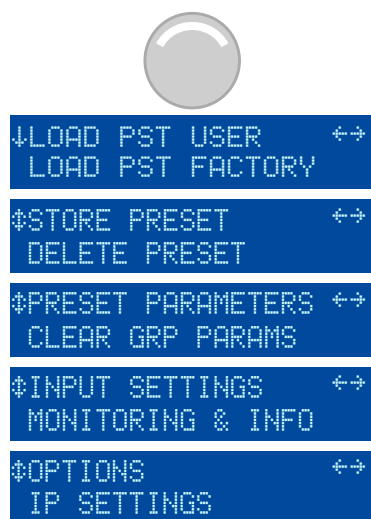 ↓LOAD PST USER ←→
LOAD PST FACTORY
↕STORE PRESET ←→
DELETE PRESET
↕PRESET PARAMETERS ←→
CLEAR GRP PARAMS
↕INPUT SETTINGS ←→
MONITORING & INFO
↕OPTIONS ←→
IP SETTINGS